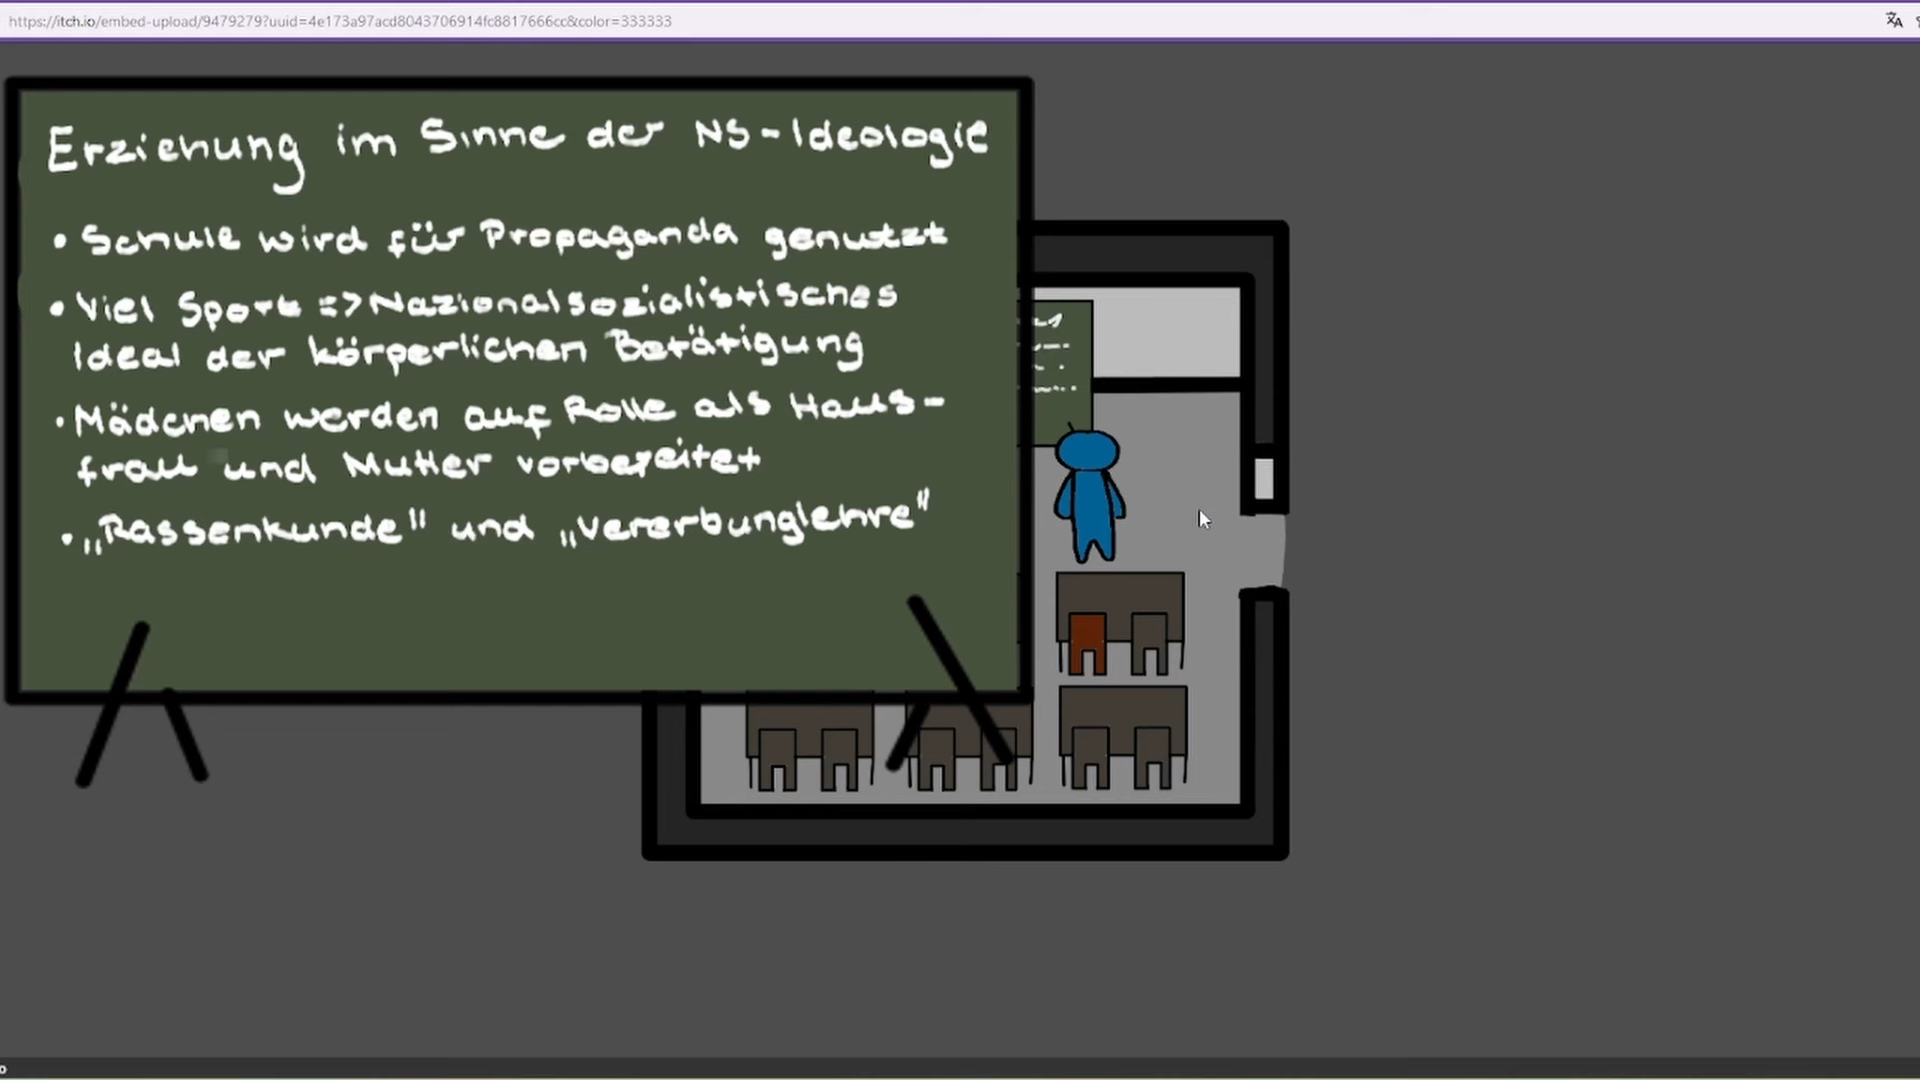 https://itch.io/embed-upload/9479279?uuid=4e173a97acd8043706914fc8817666cc&color=333333
Erziehung im Sinne der NS-Ideologie
• Schule wird für Propaganda genutzt
• Viel Sport => Nazionalsozialistisches
Ideal der körperlichen Betätigung
• Mädchen werden auf Rolle als Haus-
frau und Mutter vorbereitet
• „Rassenkunde" und „Vererbunglehre"